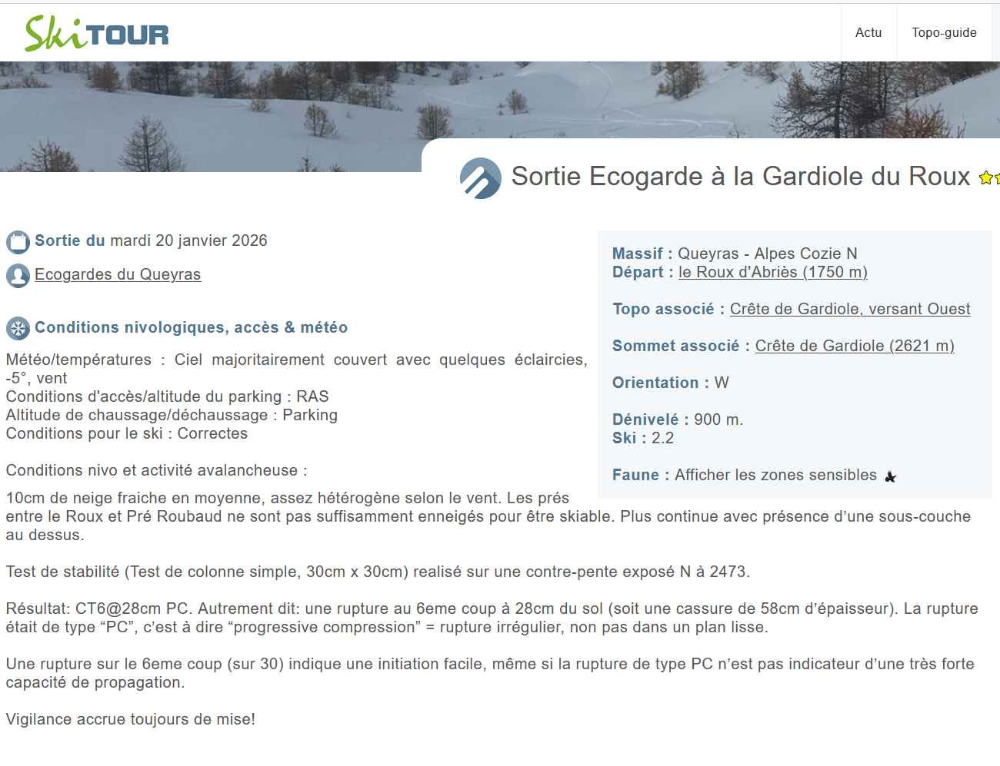 SkiTOUR
Actu
Topo-guide
Sortie Ecogarde à la Gardiole du Roux
Sortie du mardi 20 janvier 2026
Ecogardes du Queyras
Massif : Queyras - Alpes Cozie N
Départ : le Roux d'Abriès (1750 m)
Topo associé : Crête de Gardiole, versant Ouest
Sommet associé : Crête de Gardiole (2621 m)
Orientation : W
Dénivelé : 900 m.
Ski : 2.2
Faune : Afficher les zones sensibles
Conditions nivologiques, accès & météo
Météo/températures : Ciel majoritairement couvert avec quelques éclaircies,
-5°, vent
Conditions d'accès/altitude du parking : RAS
Altitude de chaussage/déchaussage : Parking
Conditions pour le ski : Correctes
Conditions nivo et activité avalancheuse :
10cm de neige fraiche en moyenne, assez hétérogène selon le vent. Les prés
entre le Roux et Pré Roubaud ne sont pas suffisamment enneigés pour être skiable. Plus continue avec présence d’une sous-couche
au dessus.
Test de stabilité (Test de colonne simple, 30cm x 30cm) realisé sur une contre-pente exposé N à 2473.
Résultat: CT6@28cm PC. Autrement dit: une rupture au 6eme coup à 28cm du sol (soit une cassure de 58cm d’épaisseur). La rupture
était de type “PC”, c’est à dire “progressive compression” = rupture irrégulier, non pas dans un plan lisse.
Une rupture sur le 6eme coup (sur 30) indique une initiation facile, même si la rupture de type PC n’est pas indicateur d’une très forte
capacité de propagation.
Vigilance accrue toujours de mise!